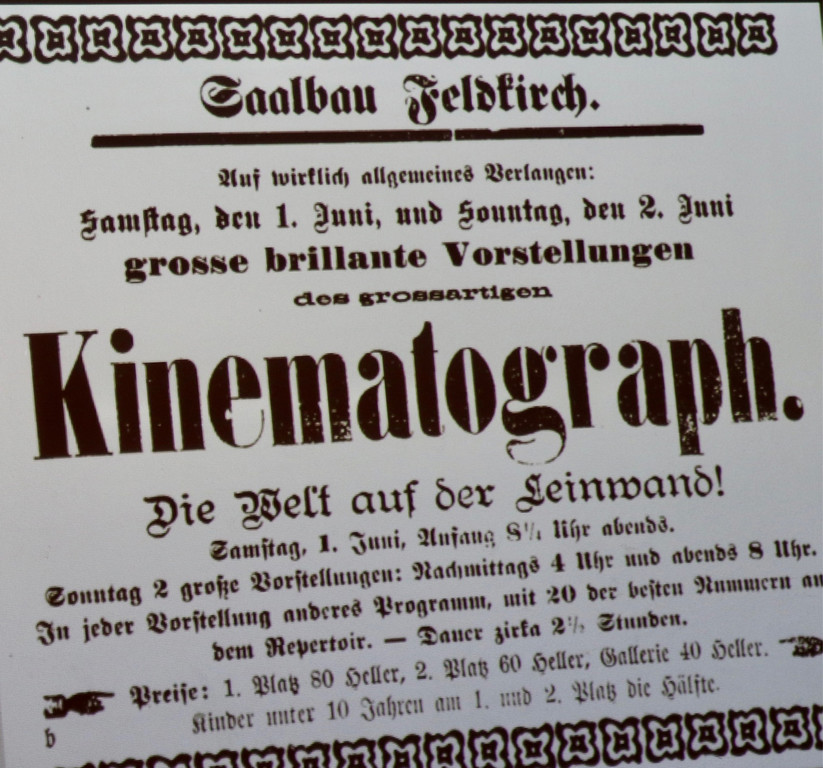 Saalbau Feldkirch.
Auf wirklich allgemeines Verlangen:
Samstag, den 1. Juni, und Sonntag, den 2. Juni
grosse brillante Vorstellungen
des grossartigen
Kinematograph.
Die Welt auf der Leinwand!
Samstag, 1. Juni, Anfang 8¼ Uhr abends.
Sonntag 2 große Vorstellungen: Nachmittags 4 Uhr und abends 8 Uhr.
In jeder Vorstellung anderes Programm, mit 20 der besten Nummern au
dem Repertoir. — Dauer zirka 2½ Stunden.
Preise: 1. Platz 80 Heller, 2. Platz 60 Heller, Gallerie 40 Heller.
Kinder unter 10 Jahren am 1. und 2. Platz die Hälfte.
b